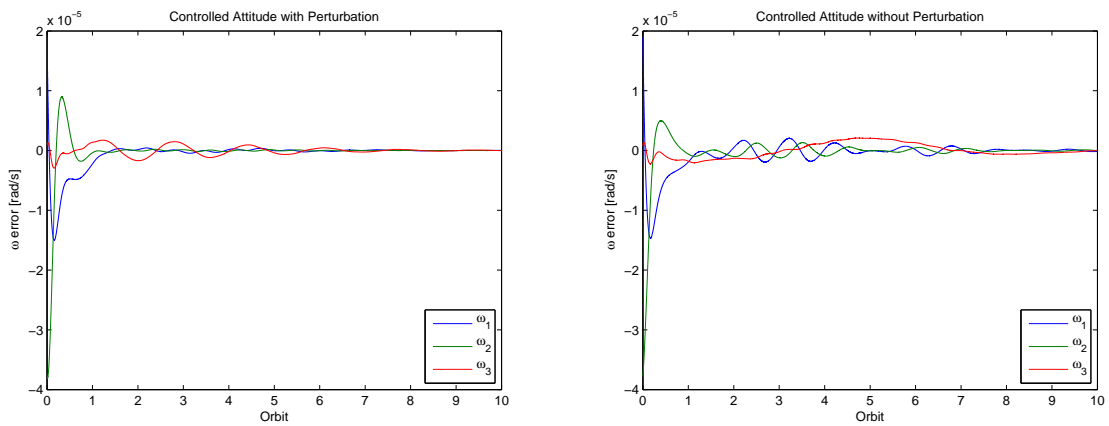 Controlled Attitude with Perturbation
x 10⁻⁵
2
1
0
−1
−2
−3
−4
ω error [rad/s]
0 1 2 3 4 5 6 7 8 9 10
Orbit
ω₁
ω₂
ω₃
Controlled Attitude without Perturbation
x 10⁻⁵
2
1
0
−1
−2
−3
−4
ω error [rad/s]
0 1 2 3 4 5 6 7 8 9 10
Orbit
ω₁
ω₂
ω₃